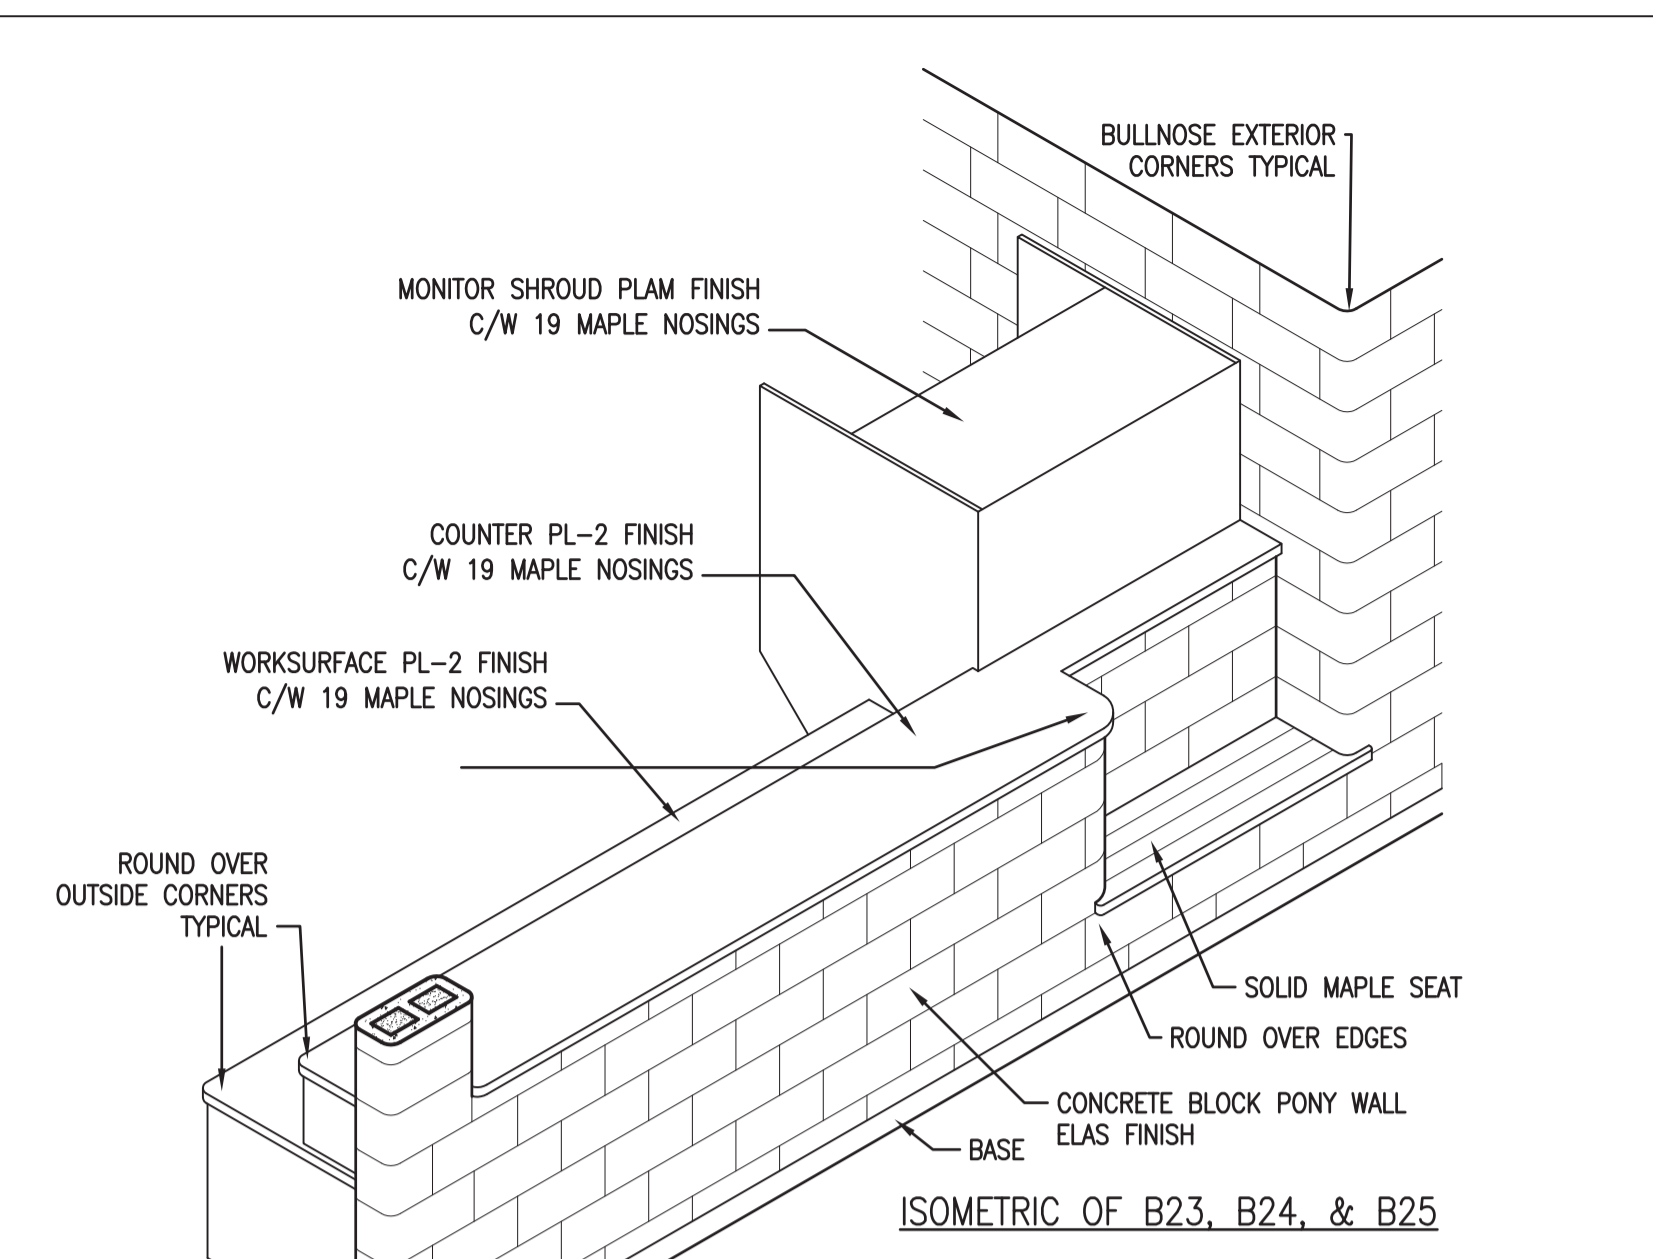 BULLNOSE EXTERIOR
CORNERS TYPICAL
MONITOR SHROUD PLAM FINISH
C/W 19 MAPLE NOSINGS
COUNTER PL-2 FINISH
C/W 19 MAPLE NOSINGS
WORKSURFACE PL-2 FINISH
C/W 19 MAPLE NOSINGS
ROUND OVER
OUTSIDE CORNERS
TYPICAL
SOLID MAPLE SEAT
ROUND OVER EDGES
CONCRETE BLOCK PONY WALL
ELAS FINISH
BASE
ISOMETRIC OF B23, B24, & B25